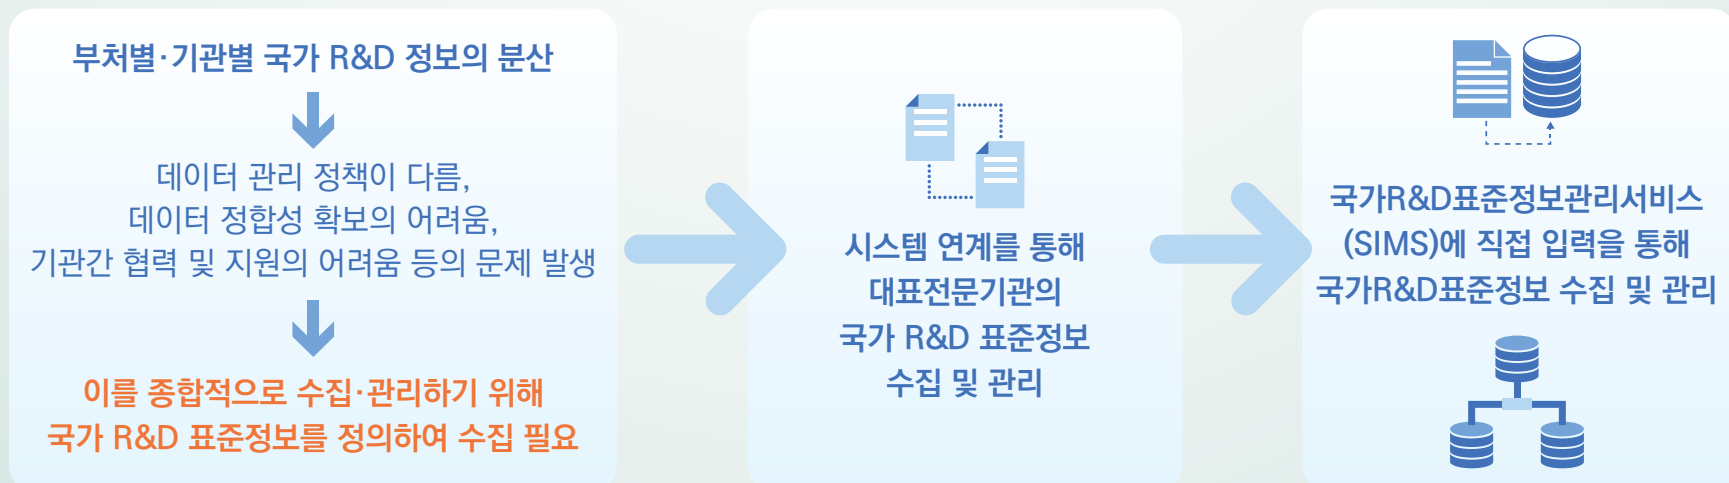 부처별·기관별 국가 R&D 정보의 분산
데이터 관리 정책이 다름,
데이터 정합성 확보의 어려움,
기관간 협력 및 지원의 어려움 등의 문제 발생
이를 종합적으로 수집·관리하기 위해
국가 R&D 표준정보를 정의하여 수집 필요
시스템 연계를 통해
대표전문기관의
국가 R&D 표준정보
수집 및 관리
국가R&D표준정보관리서비스
(SIMS)에 직접 입력을 통해
국가R&D표준정보 수집 및 관리